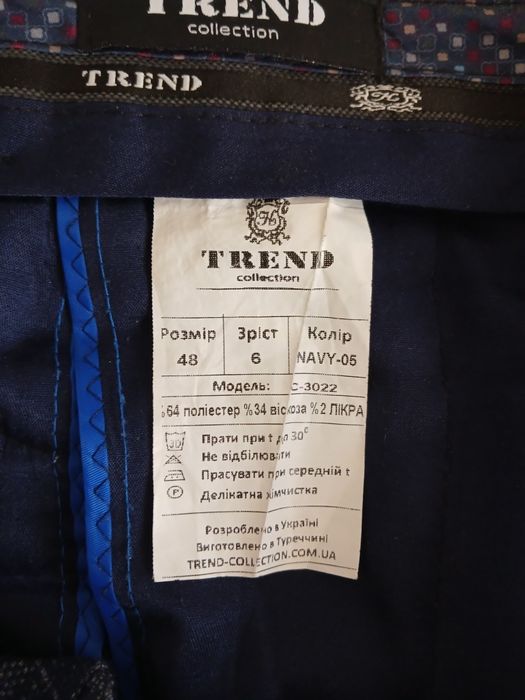 TREND
collection
TREND
TREND
collection
Розмір Зріст Колір
48 6 NAVY-05
Модель: С-3022
%64 поліестер %34 віскоза %2 ЛІКРА
Прати при t до 30°
Не відбілювати
Прасувати при середній t
P Делікатна хімчистка
Розроблено в Україні
Виготовлено в Туреччині
TREND-COLLECTION.COM.UA